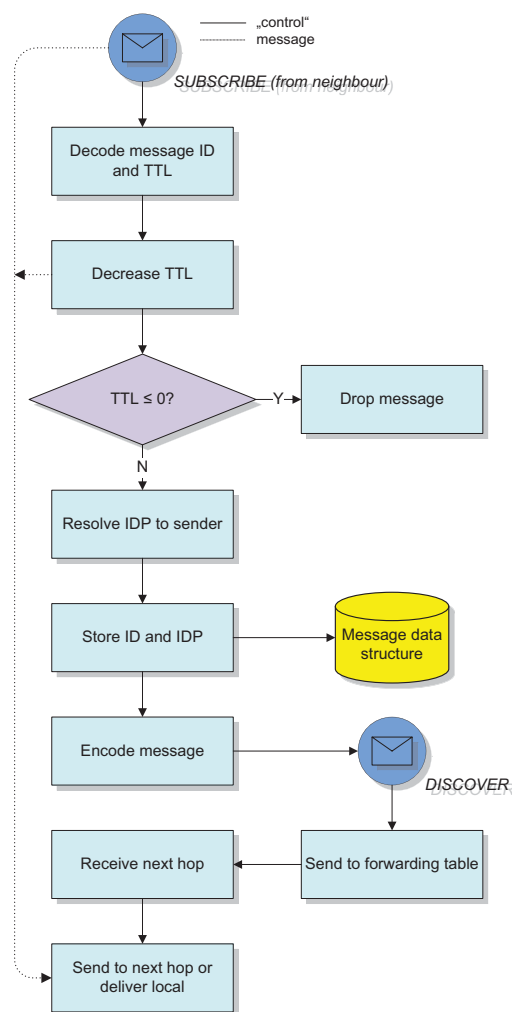 „control“
message
SUBSCRIBE (from neighbour)
Decode message ID
and TTL
Decrease TTL
TTL ≤ 0?
Y
Drop message
N
Resolve IDP to sender
Store ID and IDP
Message data
structure
Encode message
DISCOVER
Receive next hop
Send to forwarding table
Send to next hop or
deliver local